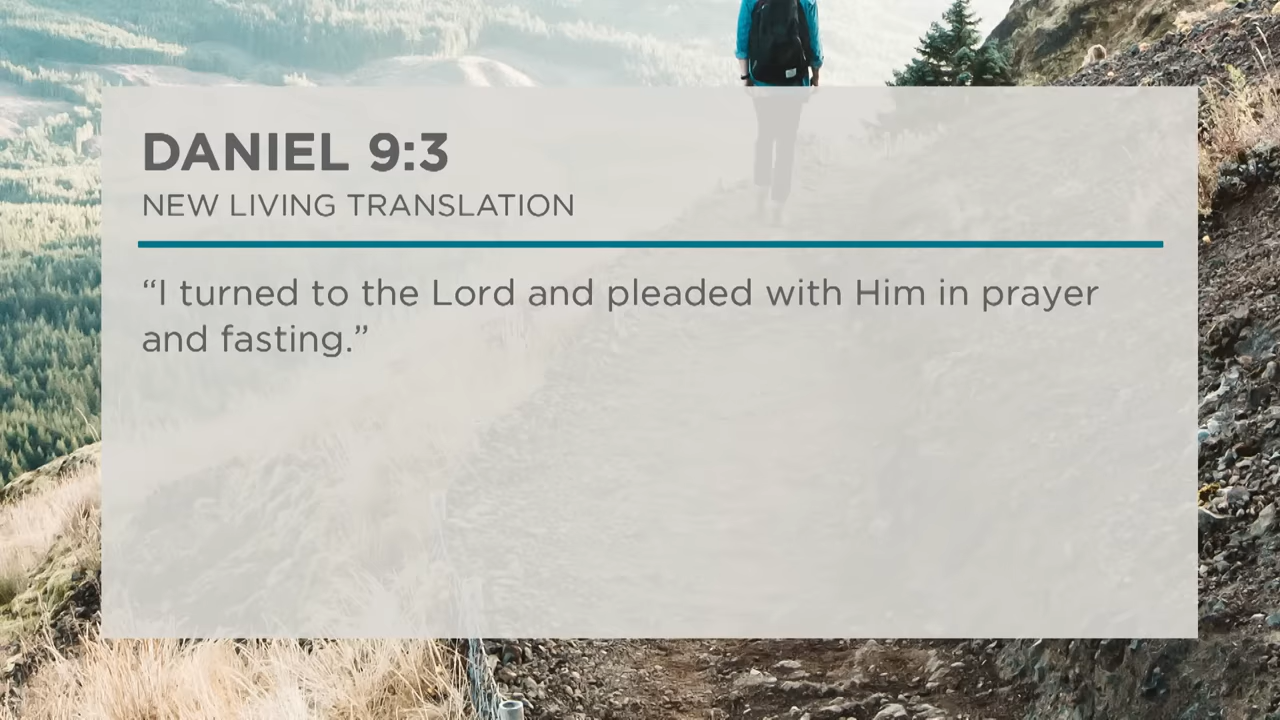 DANIEL 9:3
NEW LIVING TRANSLATION
“I turned to the Lord and pleaded with Him in prayer
and fasting.”